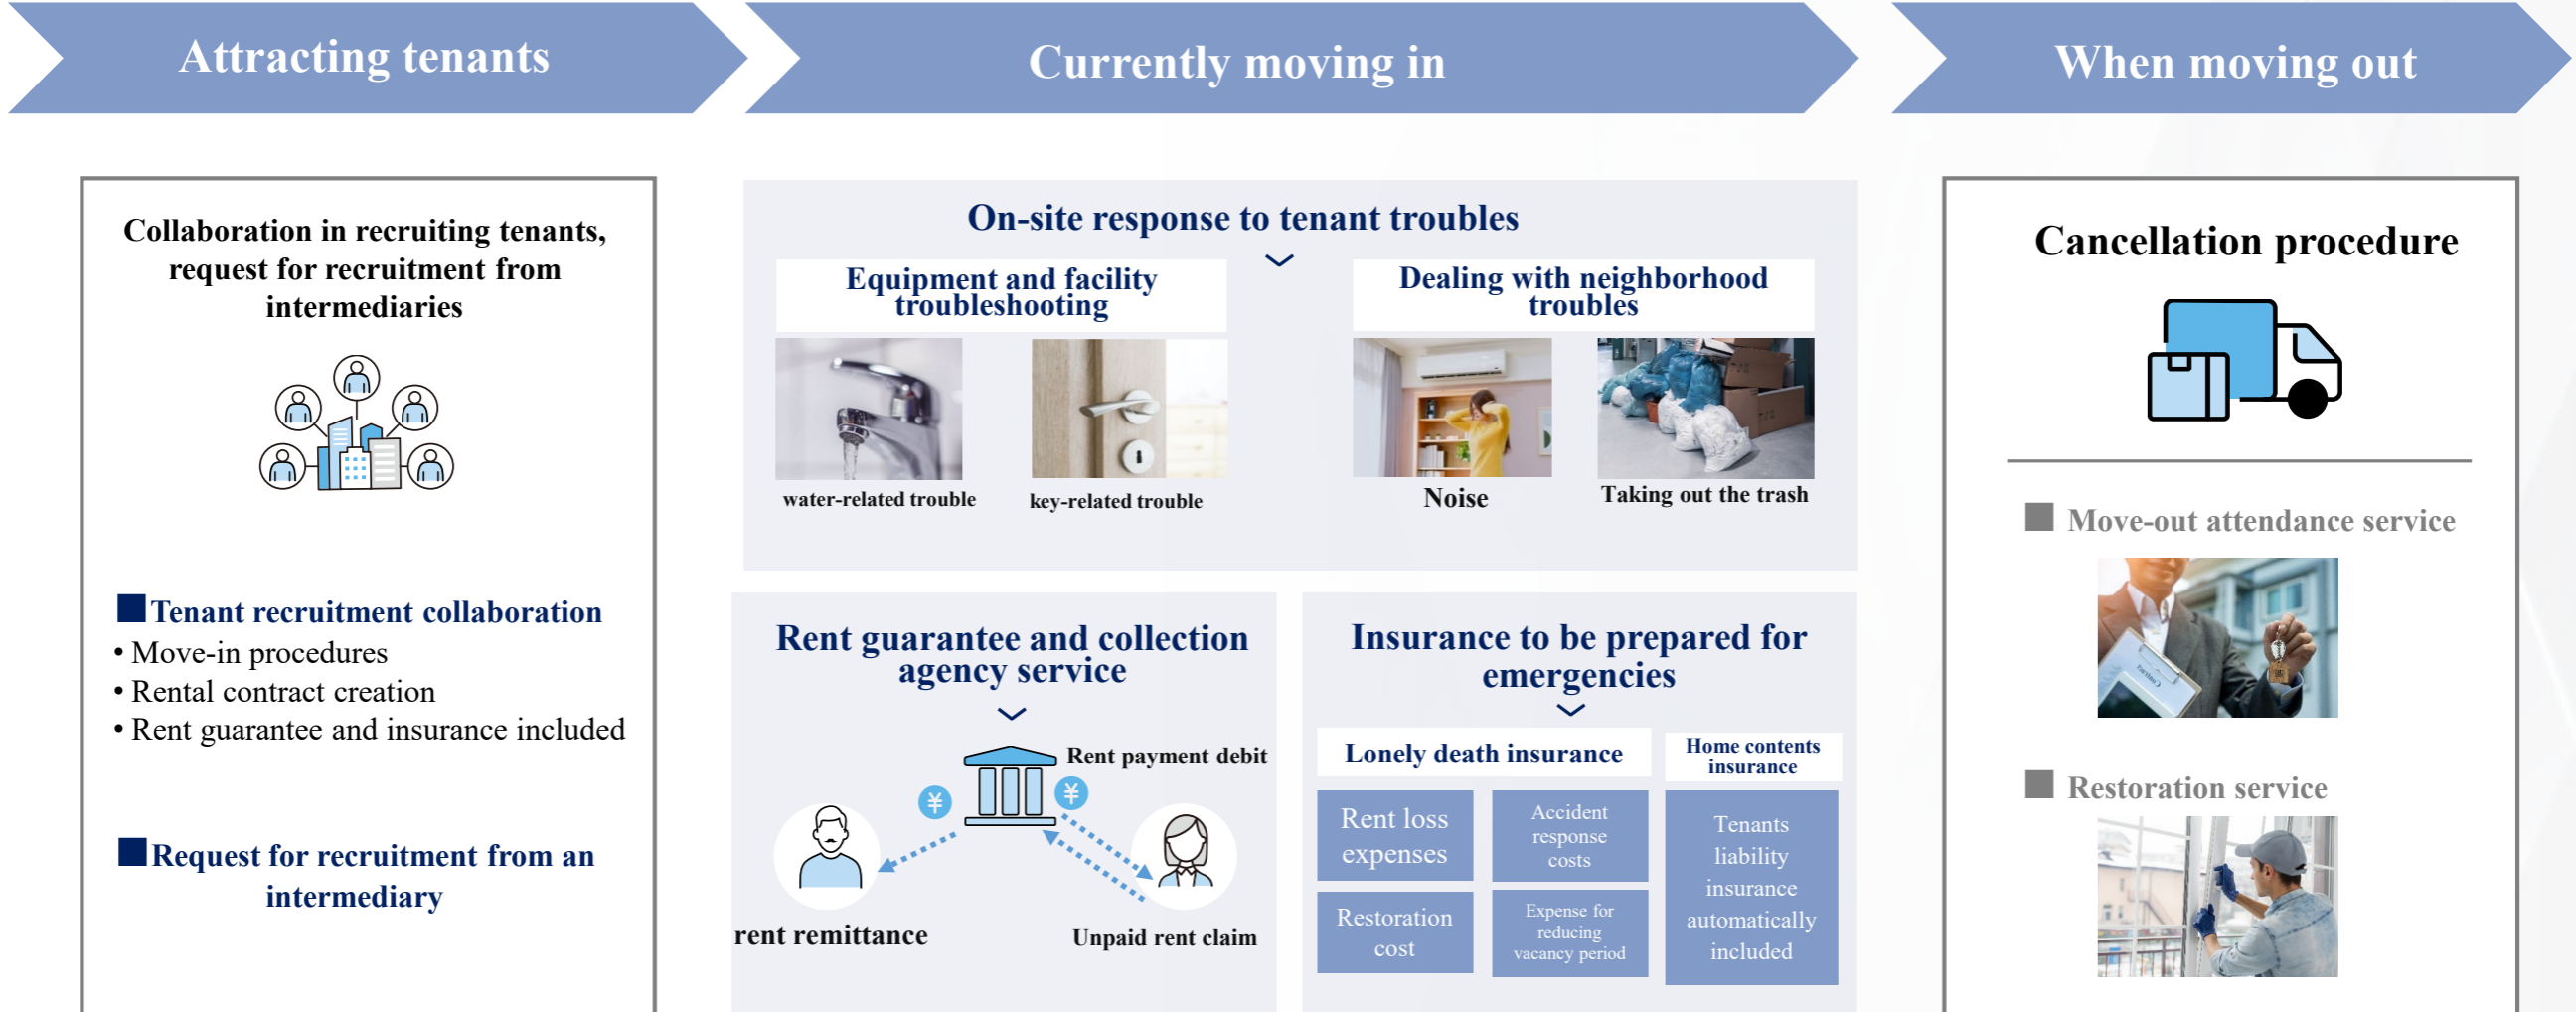 Attracting tenants
Currently moving in
When moving out
Collaboration in recruiting tenants,
request for recruitment from
intermediaries
■Tenant recruitment collaboration
• Move-in procedures
• Rental contract creation
• Rent guarantee and insurance included
■Request for recruitment from an
intermediary
On-site response to tenant troubles
Equipment and facility
troubleshooting
water-related trouble
key-related trouble
Dealing with neighborhood
troubles
Noise
Taking out the trash
Rent guarantee and collection
agency service
Rent payment debit
¥
¥
rent remittance
Unpaid rent claim
Insurance to be prepared for
emergencies
Lonely death insurance
Rent loss
expenses
Accident
response
costs
Restoration
cost
Expense for
reducing
vacancy period
Home contents
insurance
Tenants
liability
insurance
automatically
included
Cancellation procedure
■ Move-out attendance service
■ Restoration service